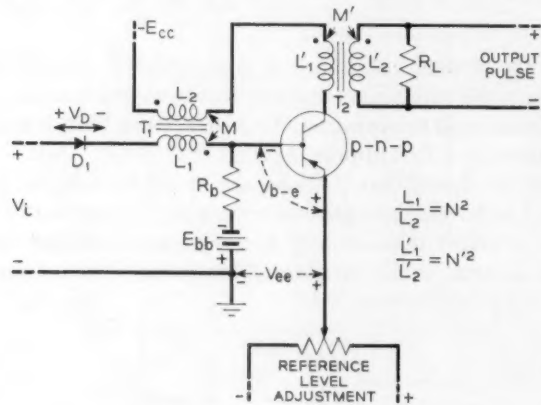 -Ecc
M'
L'1
L'2
T2
RL
+
OUTPUT
PULSE
-
L2
+ VD -
T1
M
D1
L1
p-n-p
+
Vi
-
Rb
Vb-e
-
+
Ebb
-
+
L1/L2 = N²
L'1/L'2 = N'²
Vee
-
+
REFERENCE
LEVEL
ADJUSTMENT
-
+